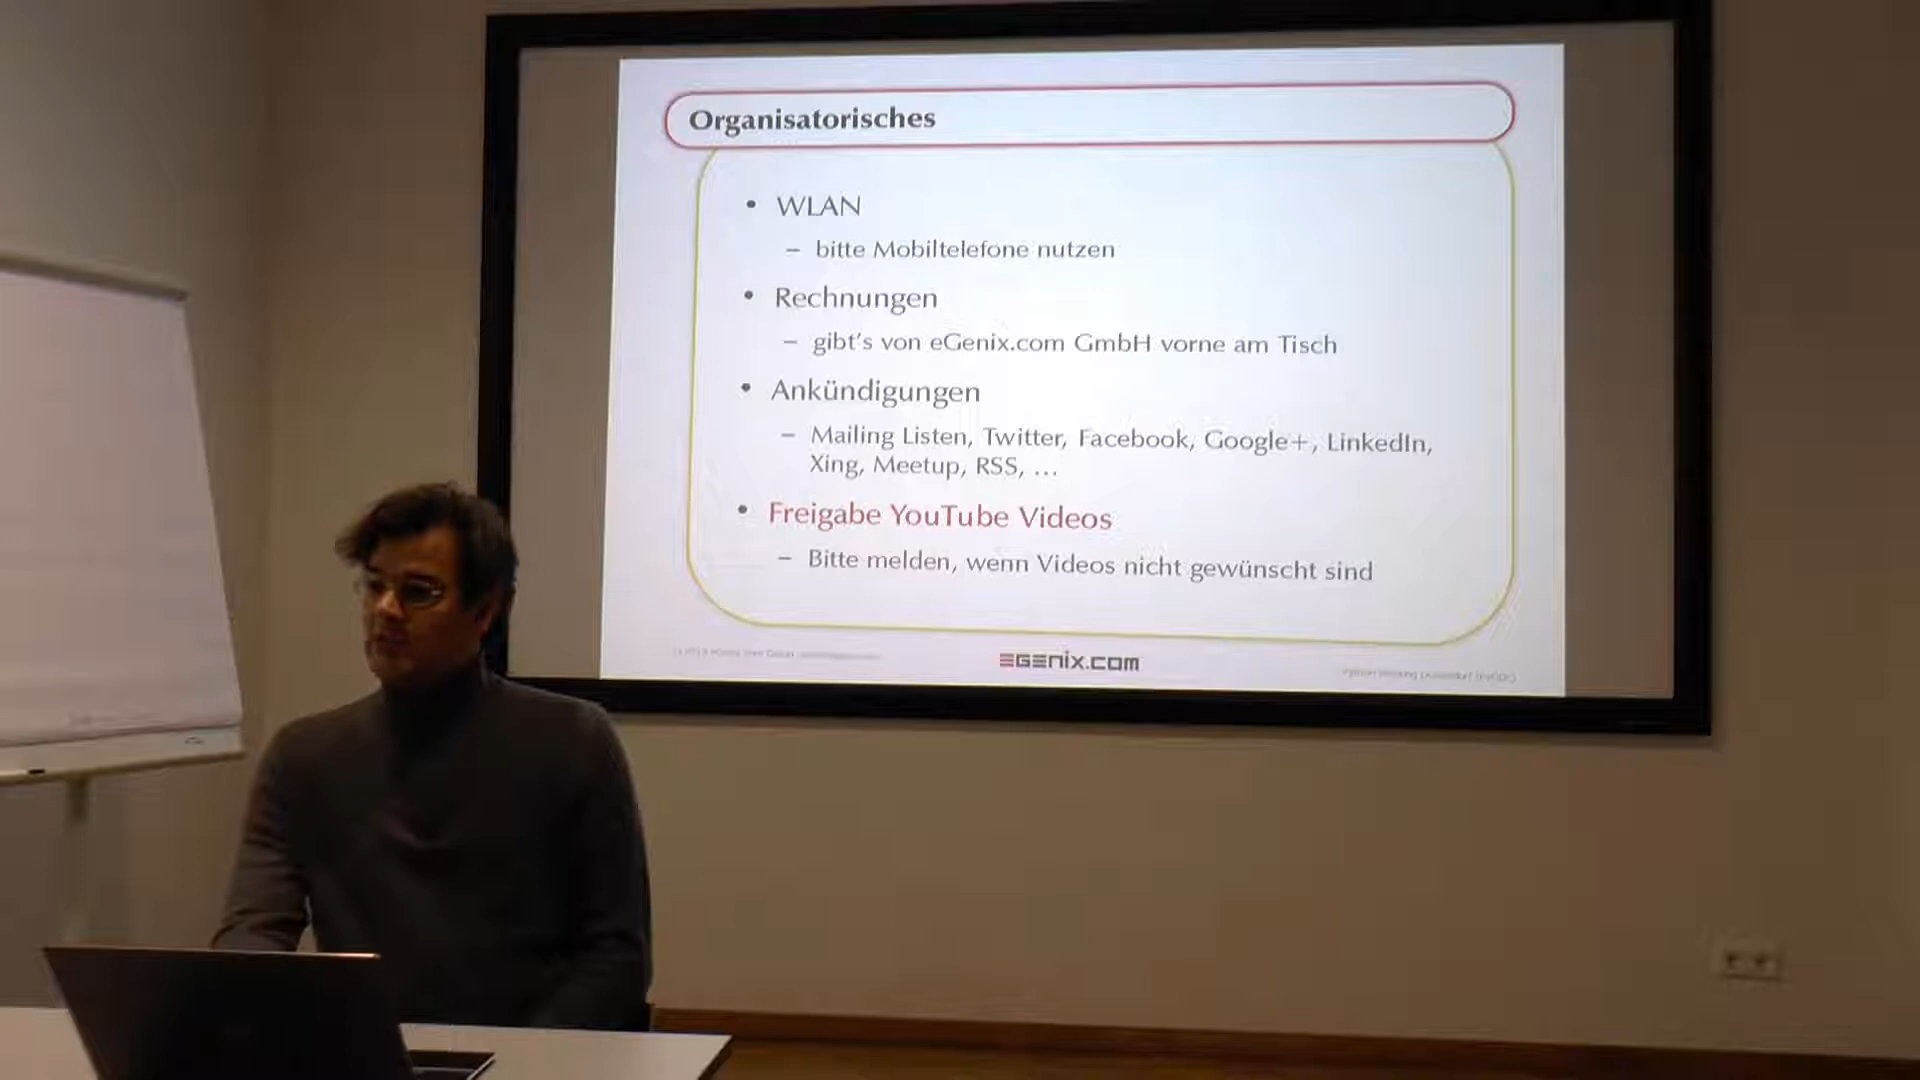 Organisatorisches
• WLAN
– bitte Mobiltelefone nutzen
• Rechnungen
– gibt's von eGenix.com GmbH vorne am Tisch
• Ankündigungen
– Mailing Listen, Twitter, Facebook, Google+, LinkedIn,
Xing, Meetup, RSS, ...
• Freigabe YouTube Videos
– Bitte melden, wenn Videos nicht gewünscht sind
EGENIX.COM